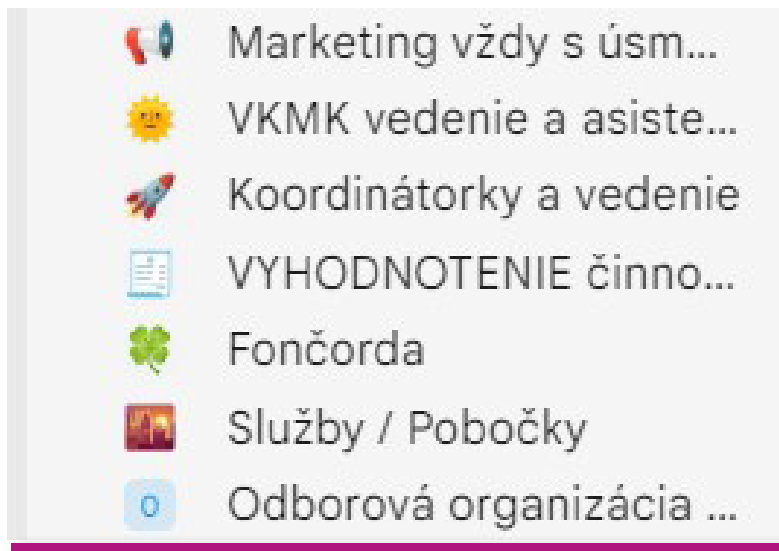 Marketing vždy s úsm...
VKMK vedenie a asiste...
Koordinátorky a vedenie
VYHODNOTENIE činno...
Fončorda
Služby / Pobočky
O Odborová organizácia ...